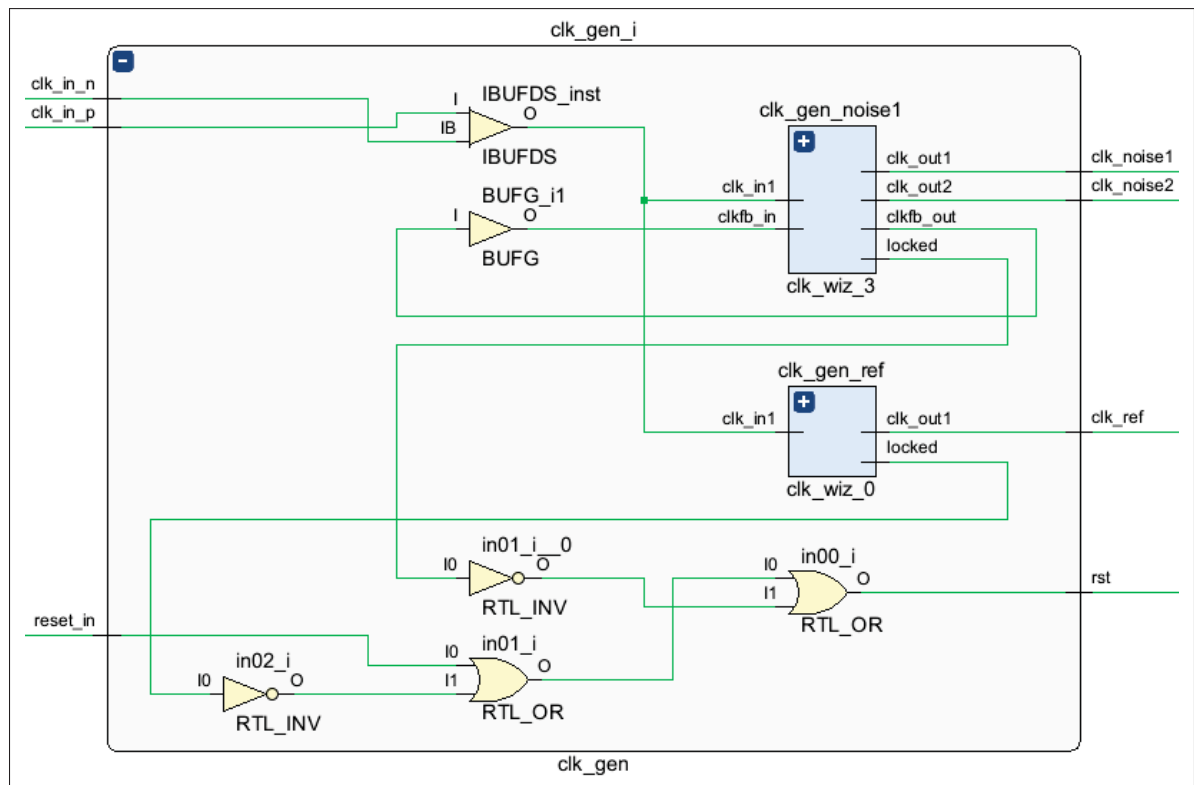 clk_gen_i
clk_in_n
clk_in_p
I
IB
IBUFDS_inst
O
IBUFDS
BUFG_i1
I
O
BUFG
clk_gen_noise1
clk_in1
clkfb_in
clk_out1
clk_out2
clkfb_out
locked
clk_wiz_3
clk_noise1
clk_noise2
clk_gen_ref
clk_in1
clk_out1
locked
clk_wiz_0
clk_ref
in01_i__0
I0
O
RTL_INV
in00_i
I0
I1
O
RTL_OR
rst
reset_in
in02_i
I0
O
RTL_INV
in01_i
I0
I1
O
RTL_OR
clk_gen